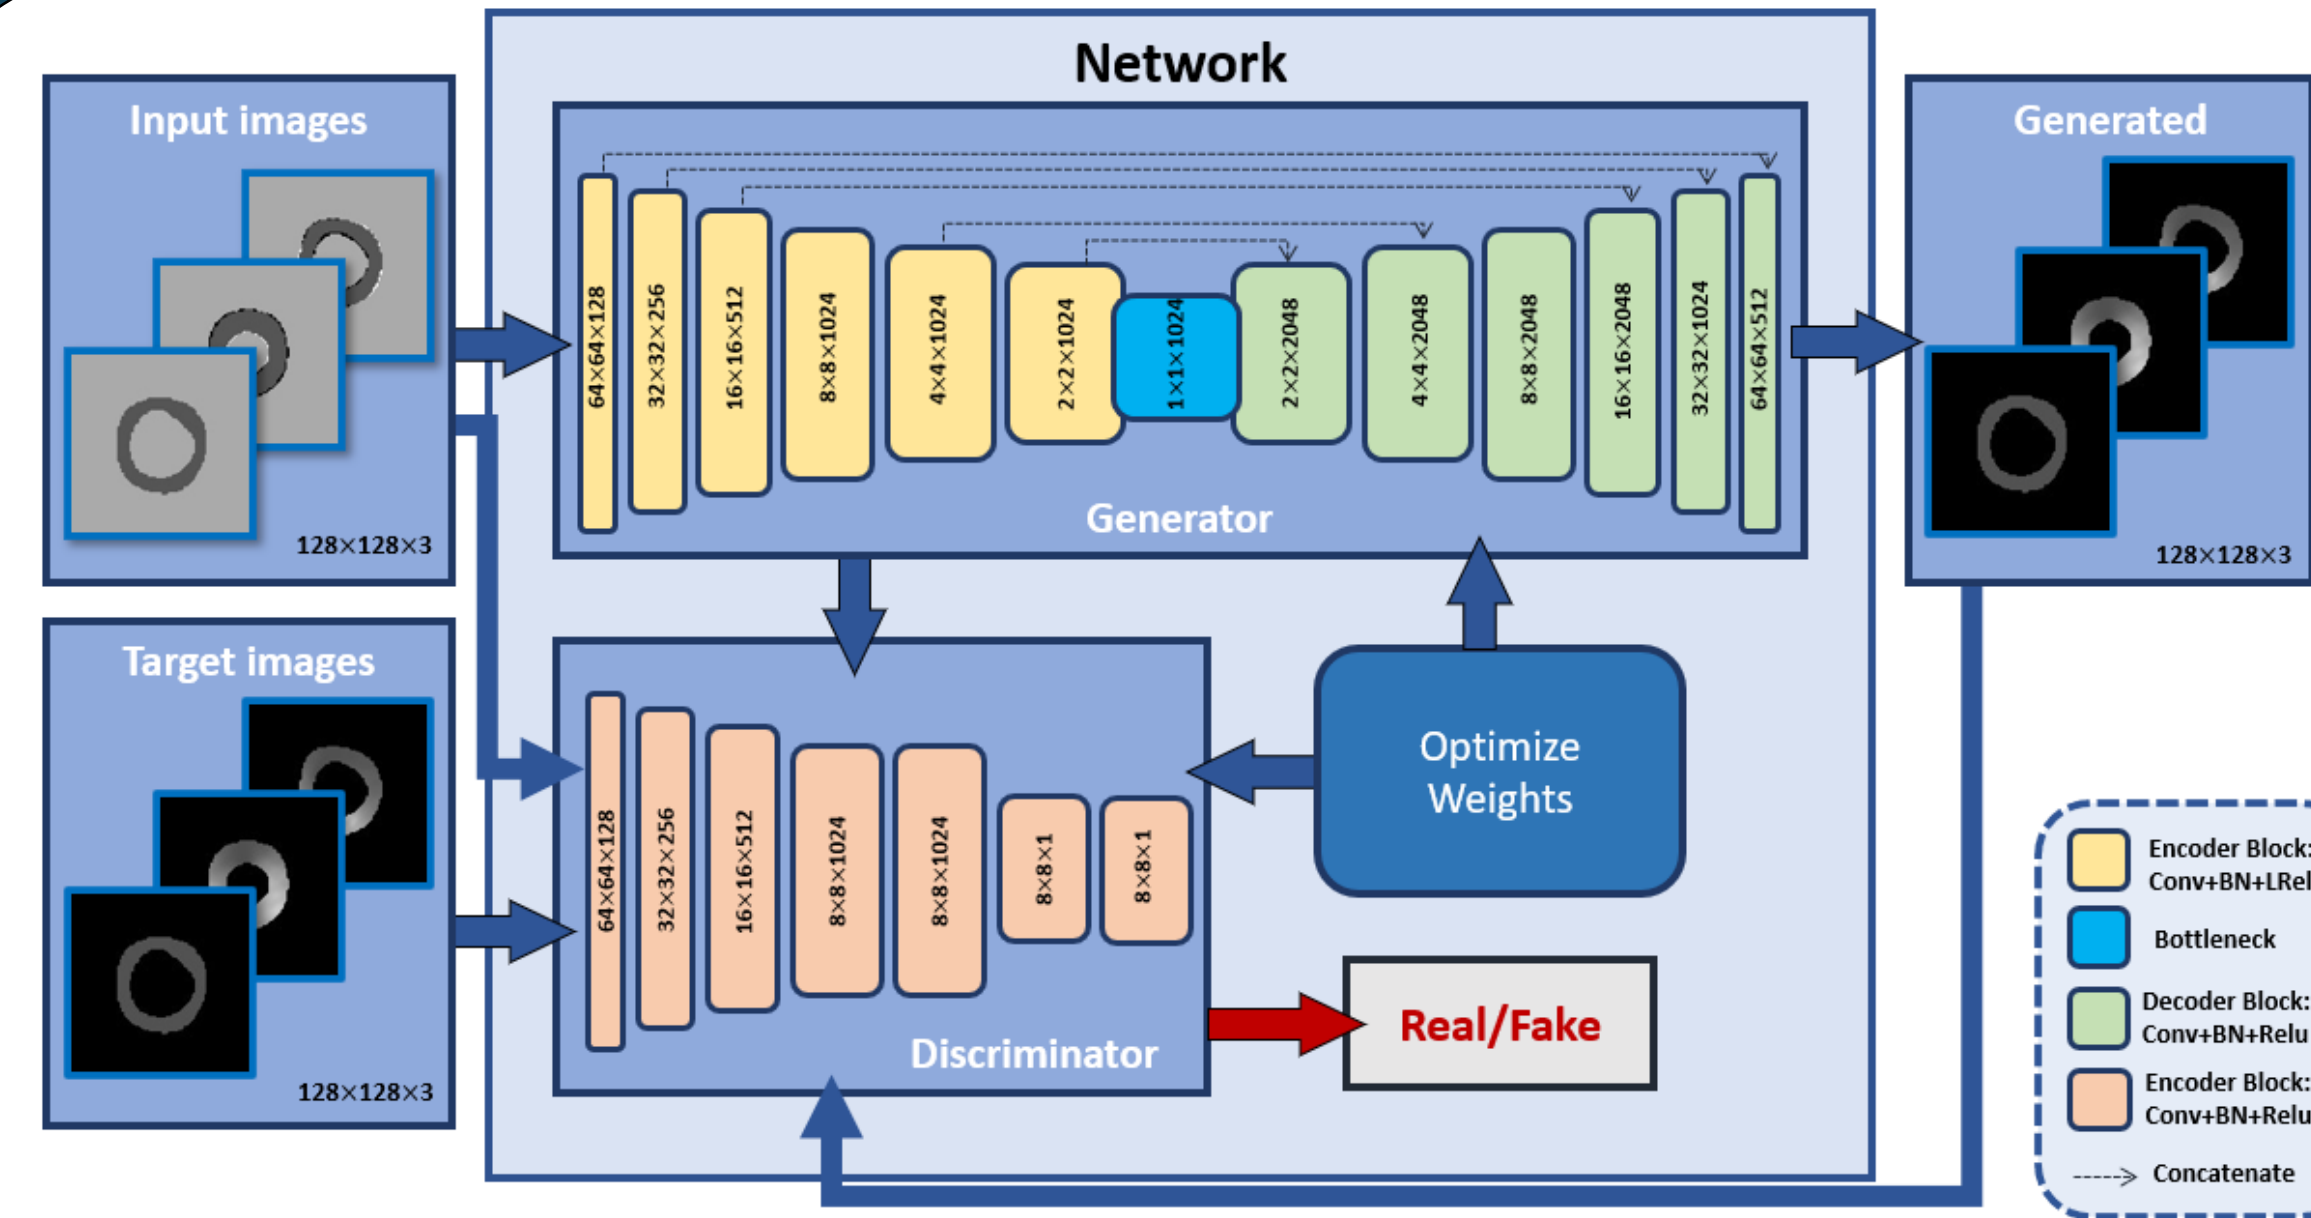 Network
Input images
128×128×3
Target images
128×128×3
64×64×128
32×32×256
16×16×512
8×8×1024
4×4×1024
2×2×1024
1×1×1024
2×2×2048
4×4×2048
8×8×2048
16×16×2048
32×32×1024
64×64×512
Generator
Generated
128×128×3
64×64×128
32×32×256
16×16×512
8×8×1024
8×8×1024
8×8×1
8×8×1
Discriminator
Optimize
Weights
Real/Fake
Encoder Block:
Conv+BN+LRel
Bottleneck
Decoder Block:
Conv+BN+Relu
Encoder Block:
Conv+BN+Relu
Concatenate